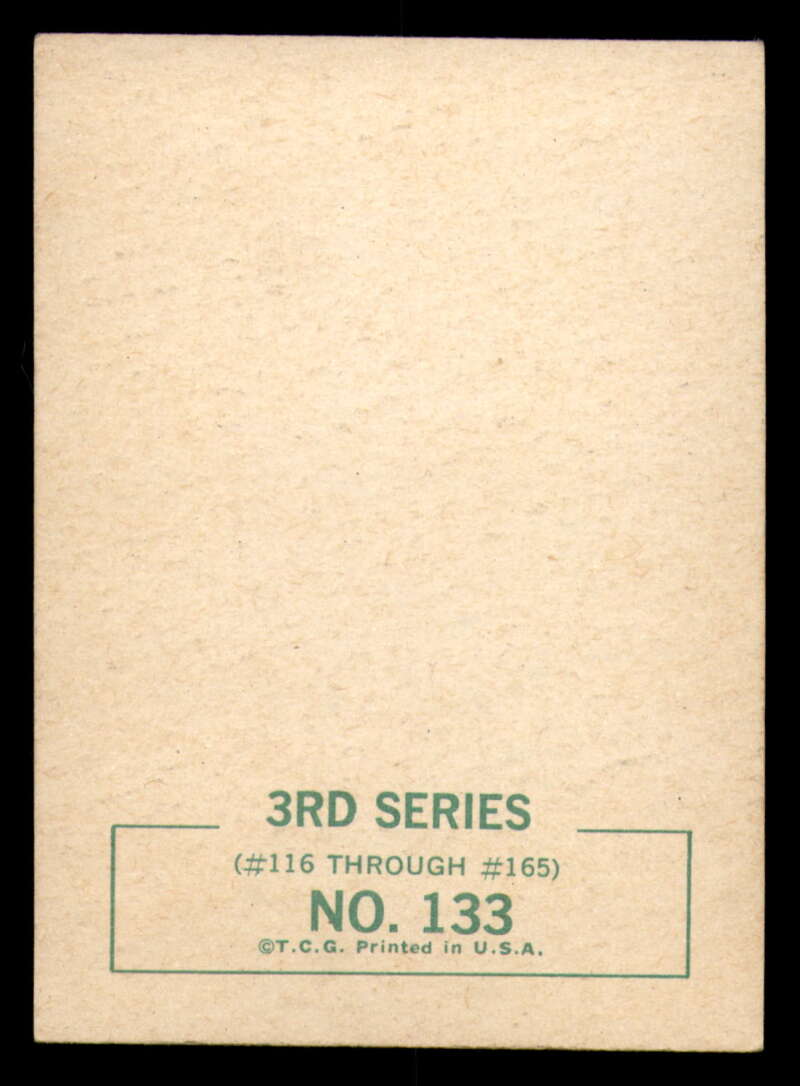 3RD SERIES
(#116 THROUGH #165)
NO. 133
©T.C.G. Printed in U.S.A.